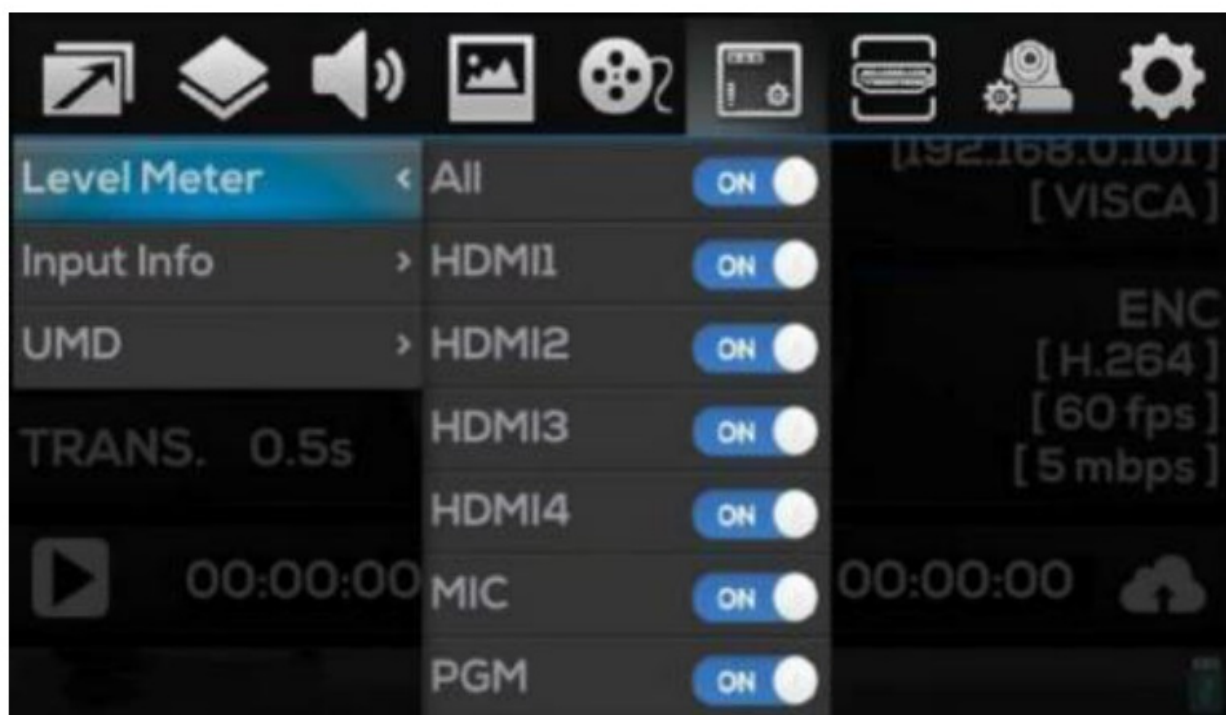 [192.168.0.101]
Level Meter < All ON
[ VISCA ]
Input Info > HDMI1 ON
ENC
UMD > HDMI2 ON
[ H.264 ]
[ 60 fps ]
TRANS. 0.5s HDMI3 ON
[ 5 mbps ]
HDMI4 ON
00:00:00 MIC ON 00:00:00
PGM ON